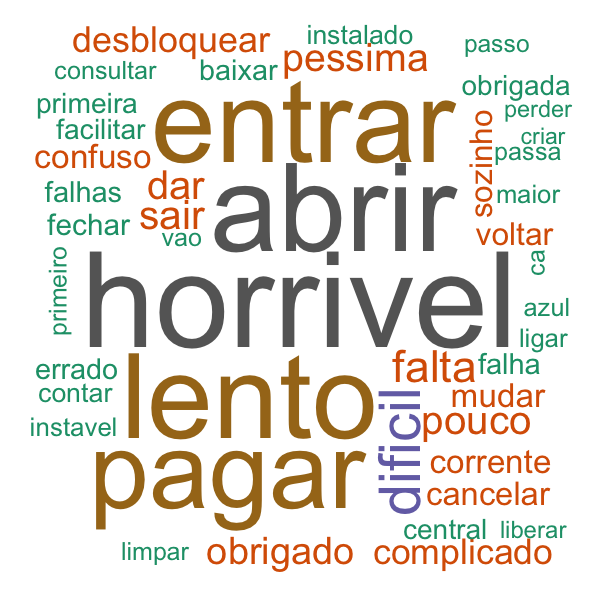 desbloquear
instalado
passo
consultar
baixar
pessima
obrigada
primeira
entrar
perder
facilitar
sozinho
criar
confuso
passa
falhas
dar
abrir
maior
fechar
sair
voltar
vao
primeiro
horrivel
ca
azul
ligar
errado
lento
falta
falha
contar
dificil
mudar
instavel
pouco
pagar
corrente
cancelar
central
liberar
limpar
obrigado
complicado